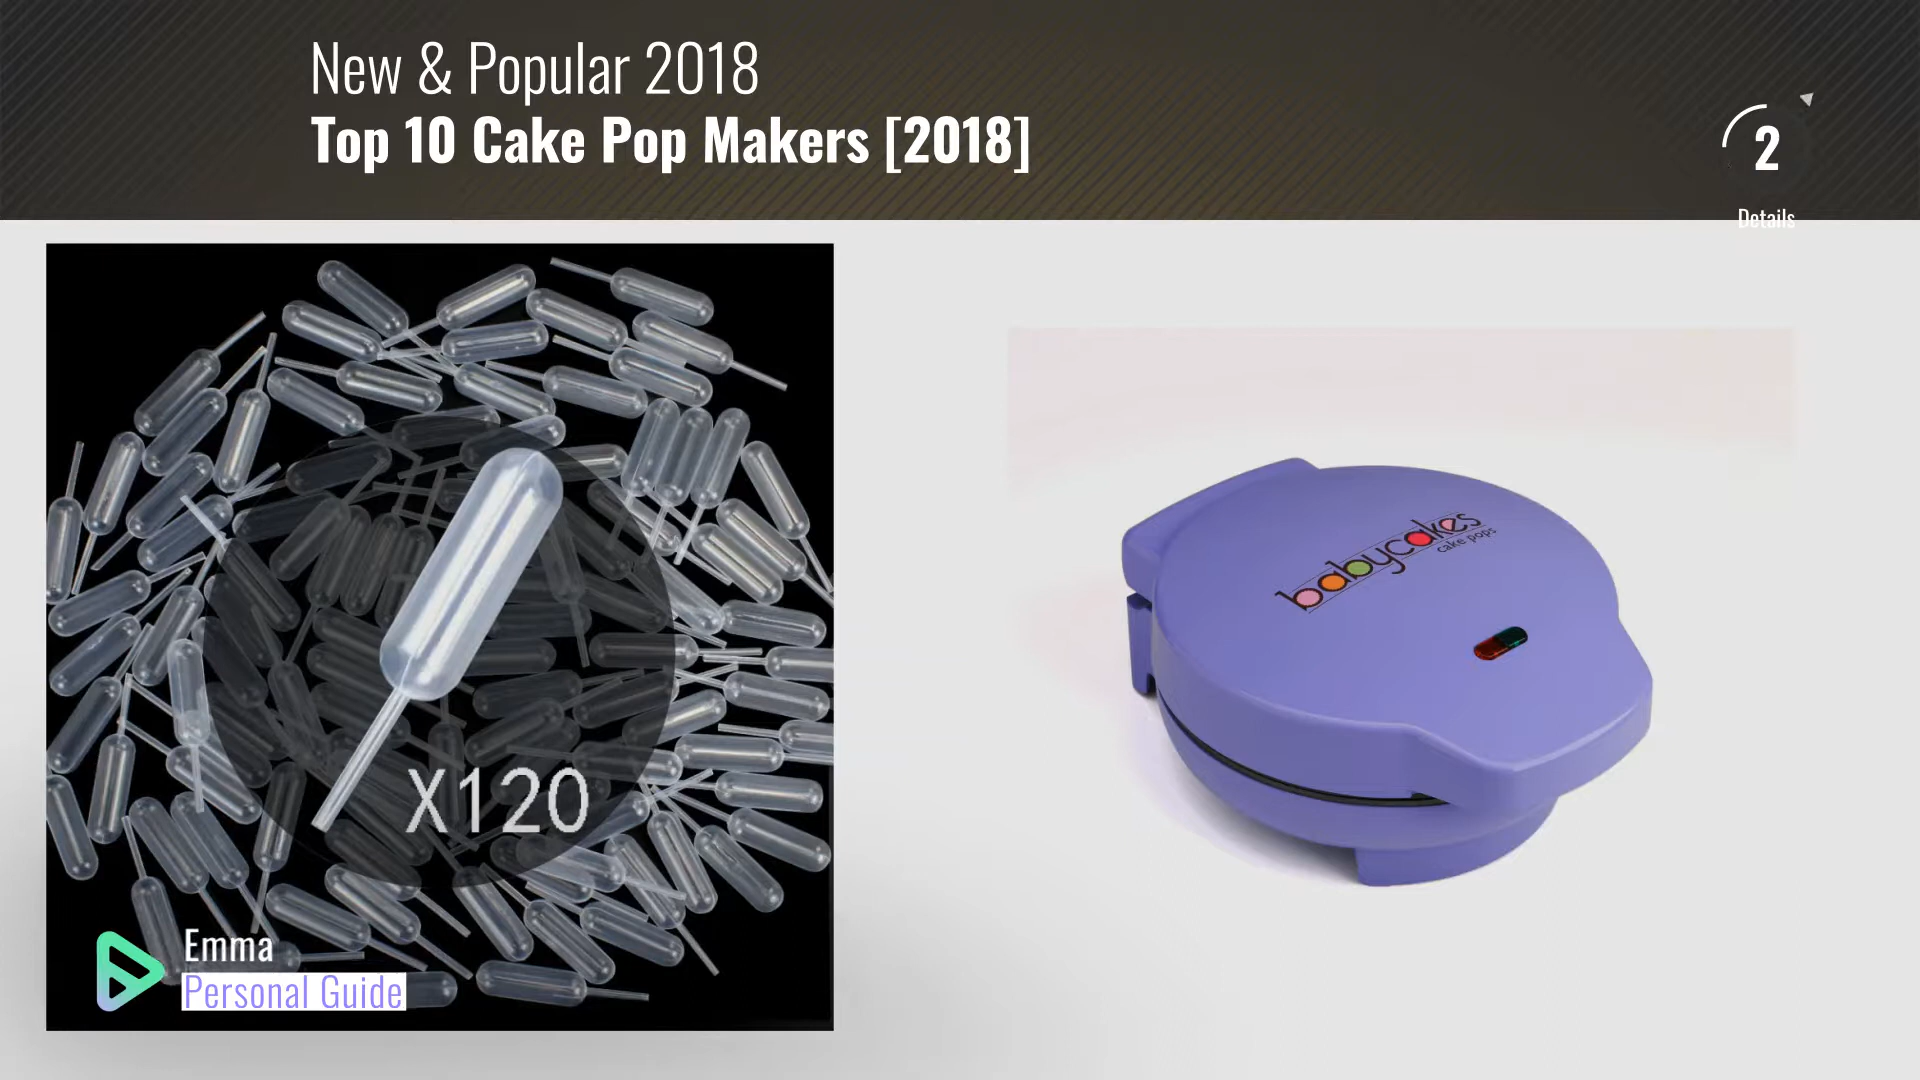 New & Popular 2018
Top 10 Cake Pop Makers [2018]
2
Details
babycakes
cake pops
X120
Emma
Personal Guide